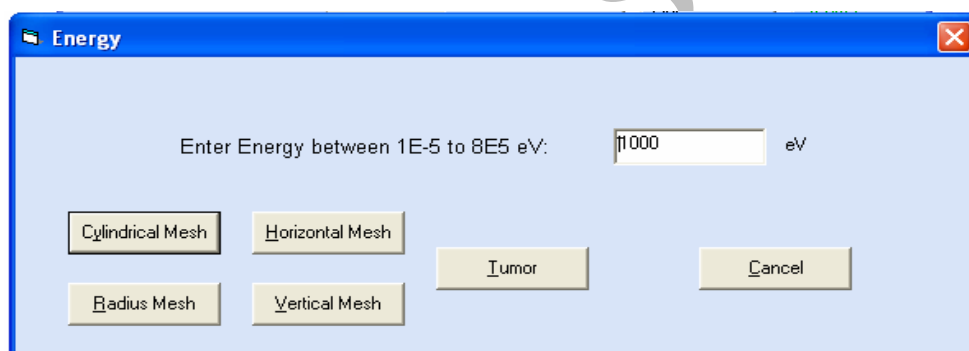 Energy
Enter Energy between 1E-5 to 8E5 eV: 1000 eV
Cylindrical Mesh Horizontal Mesh
Tumor Cancel
Radius Mesh Vertical Mesh